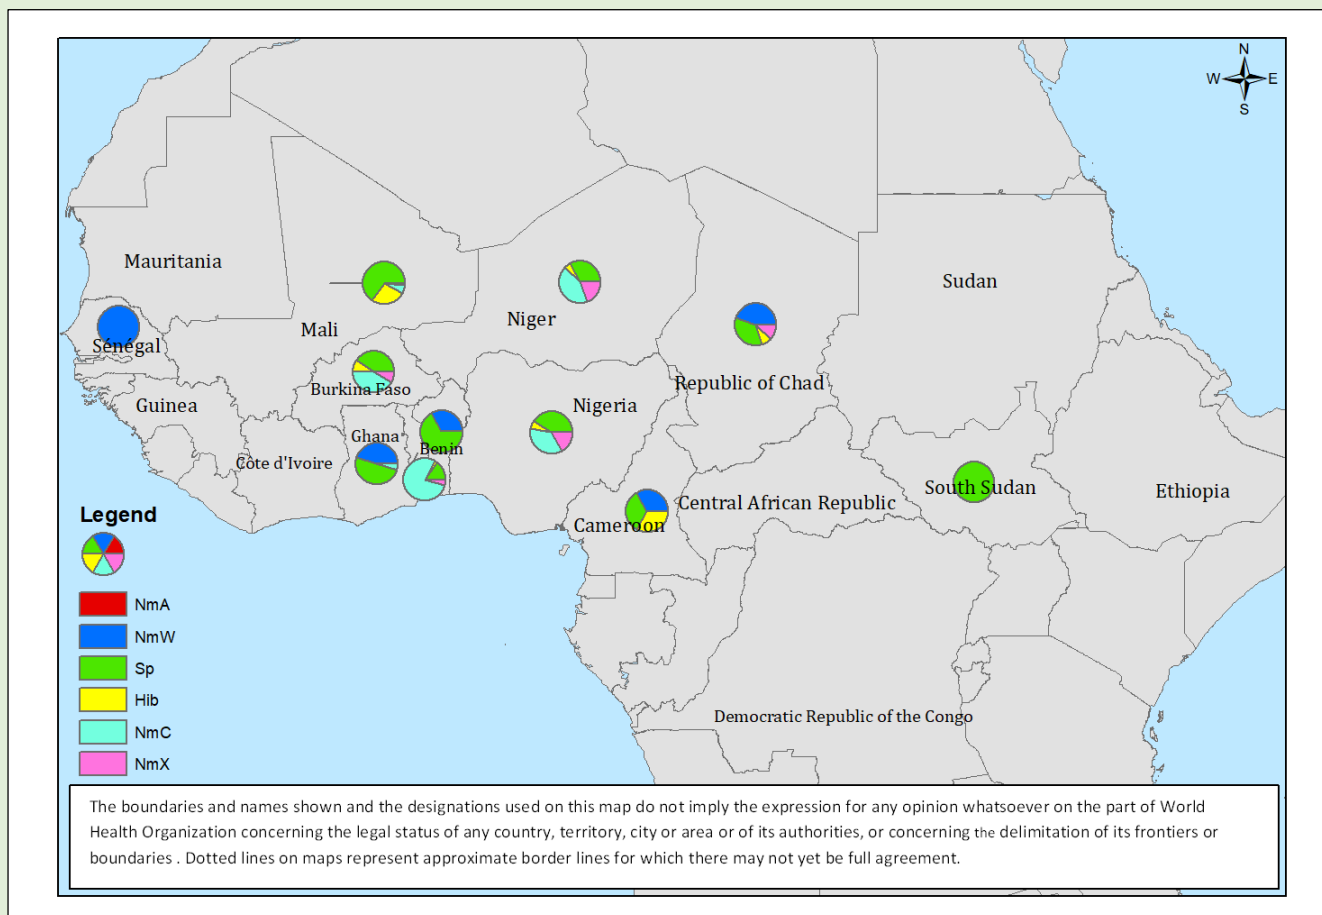 N
W E
S
Mauritania
Sudan
Niger
Mali
Sénégal
Republic of Chad
Burkina Faso
Guinea
Nigeria
Ghana
Benin
Côte d'Ivoire
South Sudan
Ethiopia
Central African Republic
Cameroon
Legend
NmA
NmW
Sp
Hib
NmC
NmX
Democratic Republic of the Congo
The boundaries and names shown and the designations used on this map do not imply the expression for any opinion whatsoever on the part of World
Health Organization concerning the legal status of any country, territory, city or area or of its authorities, or concerning the delimitation of its frontiers or
boundaries . Dotted lines on maps represent approximate border lines for which there may not yet be full agreement.